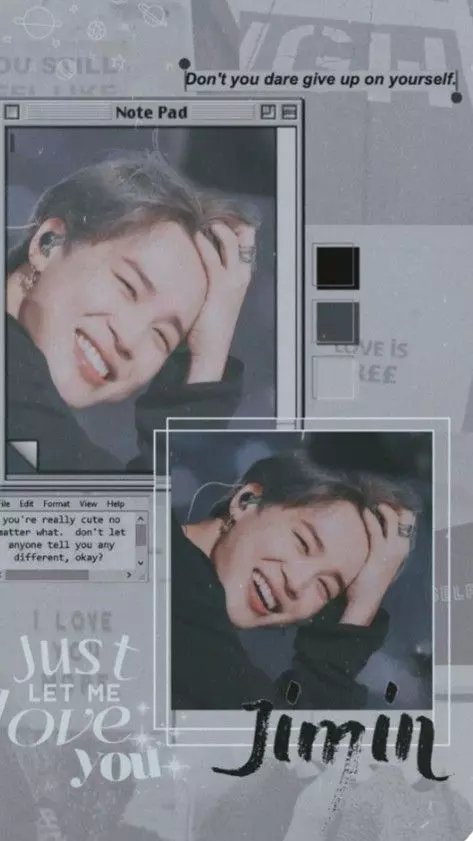 Don't you dare give up on yourself.
Note Pad
LOVE iS
FREE
File Edit Format View Help
you're really cute no
matter what. don't let
anyone tell you any
different, okay?
I LOVE
Just
LET ME
love
you
Jimin